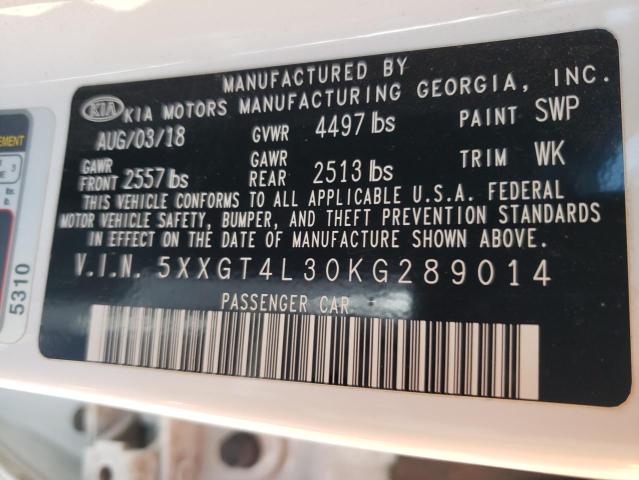 MANUFACTURED BY
KIA KIA MOTORS MANUFACTURING GEORGIA, INC.
AUG/03/18 GVWR 4497 lbs PAINT SWP
GAWR FRONT 2557 lbs GAWR REAR 2513 lbs TRIM WK
THIS VEHICLE CONFORMS TO ALL APPLICABLE U.S.A. FEDERAL
MOTOR VEHICLE SAFETY, BUMPER, AND THEFT PREVENTION STANDARDS
IN EFFECT ON THE DATE OF MANUFACTURE SHOWN ABOVE.
V.I.N. 5XXGT4L30KG289014
PASSENGER CAR
5310